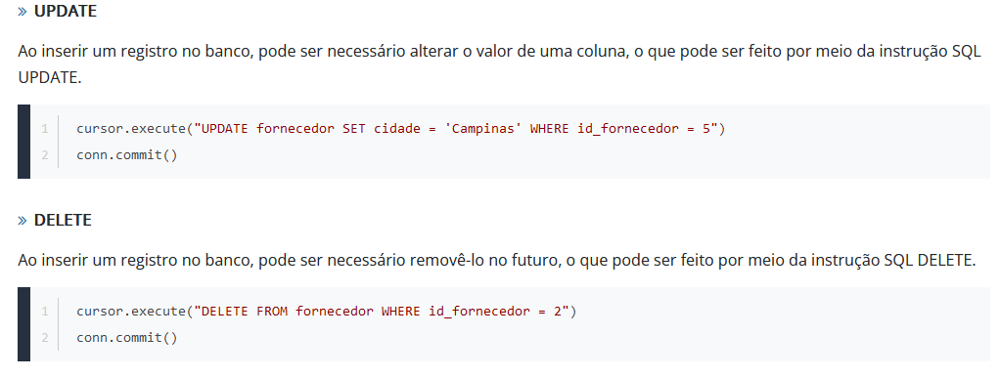 » UPDATE
Ao inserir um registro no banco, pode ser necessário alterar o valor de uma coluna, o que pode ser feito por meio da instrução SQL
UPDATE.
1 cursor.execute("UPDATE fornecedor SET cidade = 'Campinas' WHERE id_fornecedor = 5")
2 conn.commit()
» DELETE
Ao inserir um registro no banco, pode ser necessário removê-lo no futuro, o que pode ser feito por meio da instrução SQL DELETE.
1 cursor.execute("DELETE FROM fornecedor WHERE id_fornecedor = 2")
2 conn.commit()